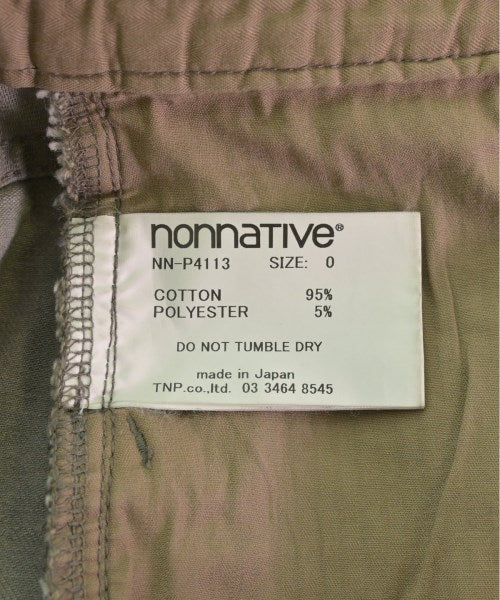 nonnative®
NN-P4113 SIZE: 0
COTTON 95%
POLYESTER 5%
DO NOT TUMBLE DRY
made in Japan
TNP.co.,ltd. 03 3464 8545